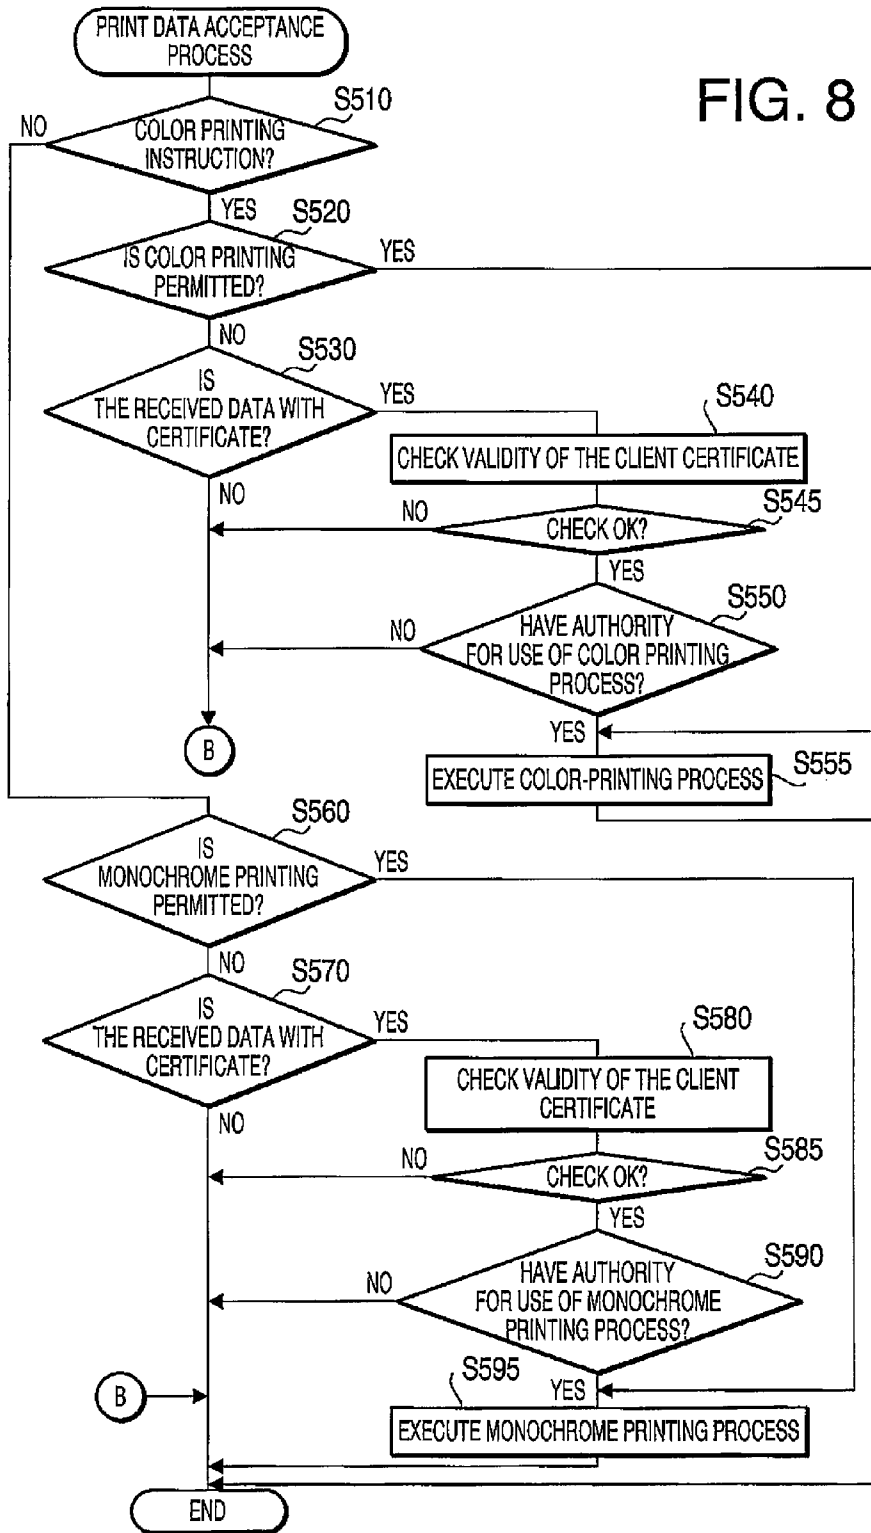 PRINT DATA ACCEPTANCE
PROCESS
FIG. 8
S510
NO
COLOR PRINTING
INSTRUCTION?
YES
S520
IS COLOR PRINTING
PERMITTED?
YES
NO
S530
IS
THE RECEIVED DATA WITH
CERTIFICATE?
YES
NO
S540
CHECK VALIDITY OF THE CLIENT CERTIFICATE
S545
NO
CHECK OK?
YES
S550
NO
HAVE AUTHORITY
FOR USE OF COLOR PRINTING
PROCESS?
YES
B
S555
EXECUTE COLOR-PRINTING PROCESS
S560
IS
MONOCHROME PRINTING
PERMITTED?
YES
NO
S570
IS
THE RECEIVED DATA WITH
CERTIFICATE?
YES
NO
S580
CHECK VALIDITY OF THE CLIENT
CERTIFICATE
S585
NO
CHECK OK?
YES
S590
NO
HAVE AUTHORITY
FOR USE OF MONOCHROME
PRINTING PROCESS?
YES
B
S595
EXECUTE MONOCHROME PRINTING PROCESS
END